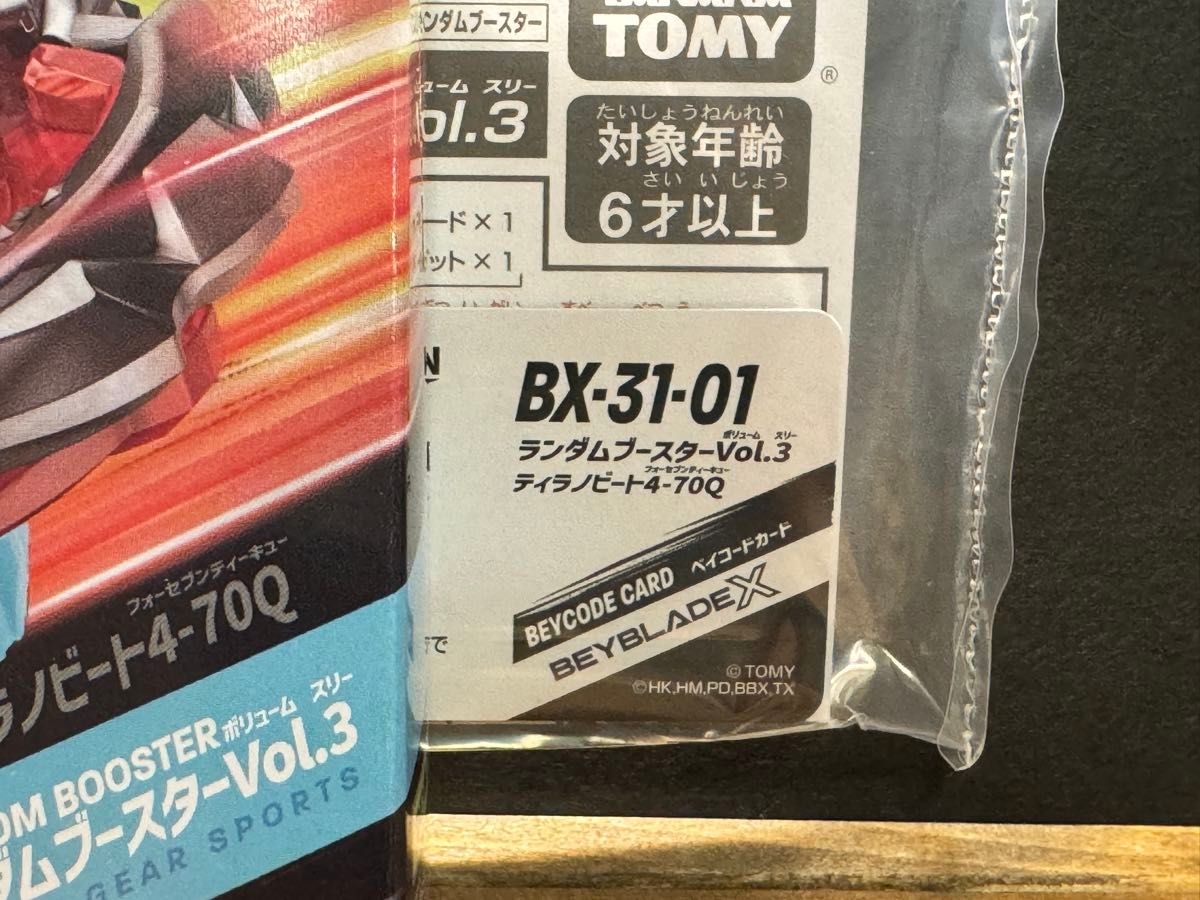 ンダムブースター
TOMY
®
ューム スリー
ol.3
たいしょうねんれい
対象年齢
さい いじょう
6才以上
ード×1
ット×1
N
BX-31-01
ボリューム スリー
ランダムブースターVol.3
フォーセブンティーキュー
ティラノビート4-70Q
BEYCODE CARD ベイコードカード
BEYBLADE X
©TOMY
©HK,HM,PD,BBX,TX
で
フォーセブンティーキュー
ラノビート4-70Q
OM BOOSTER ボリューム スリー
ダムブースターVol.3
GEAR SPORTS